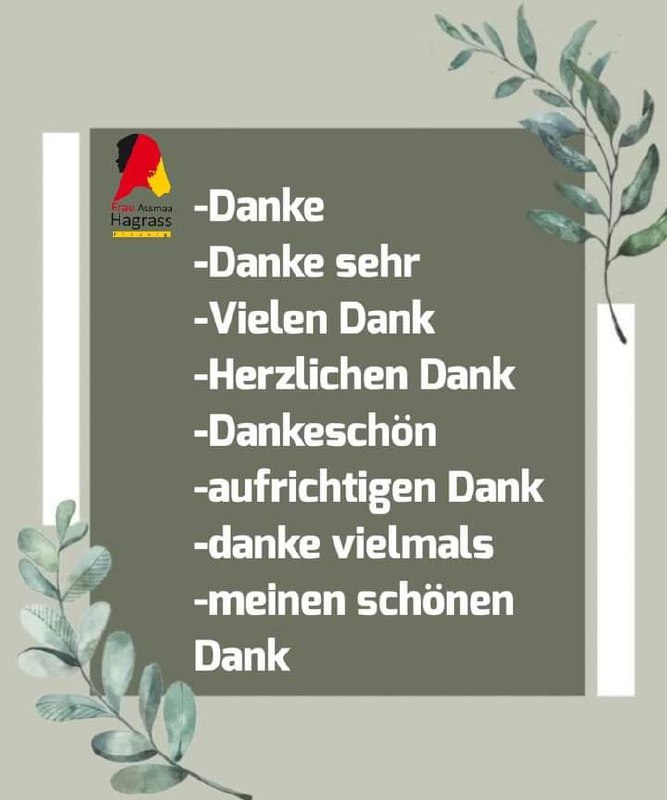 Frau Assmaa
Hagrass
-Danke
-Danke sehr
-Vielen Dank
-Herzlichen Dank
-Dankeschön
-aufrichtigen Dank
-danke vielmals
-meinen schönen
Dank